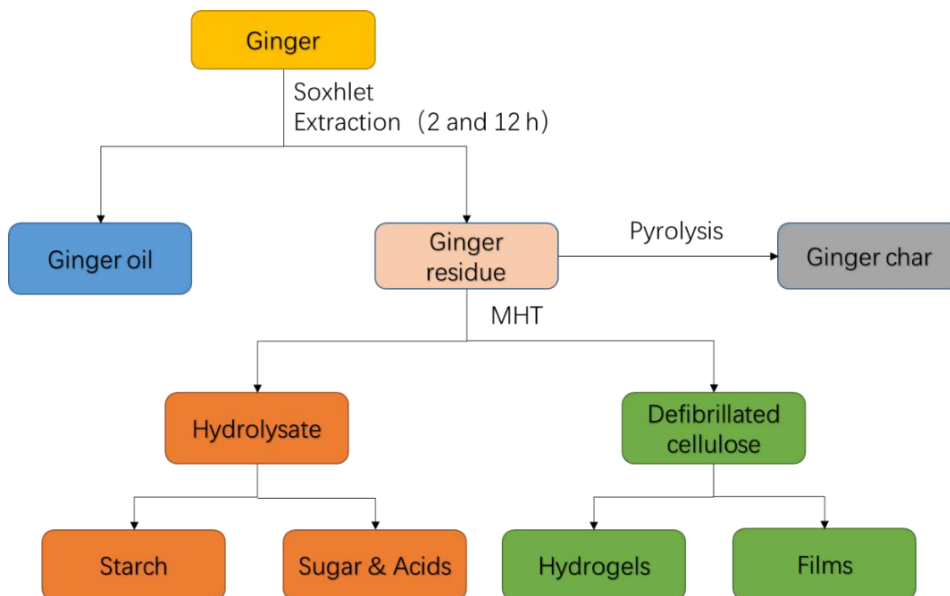 Ginger
Soxhlet
Extraction（2 and 12 h）
Ginger oil
Ginger
residue
Pyrolysis
Ginger char
MHT
Hydrolysate
Defibrillated
cellulose
Starch
Sugar & Acids
Hydrogels
Films